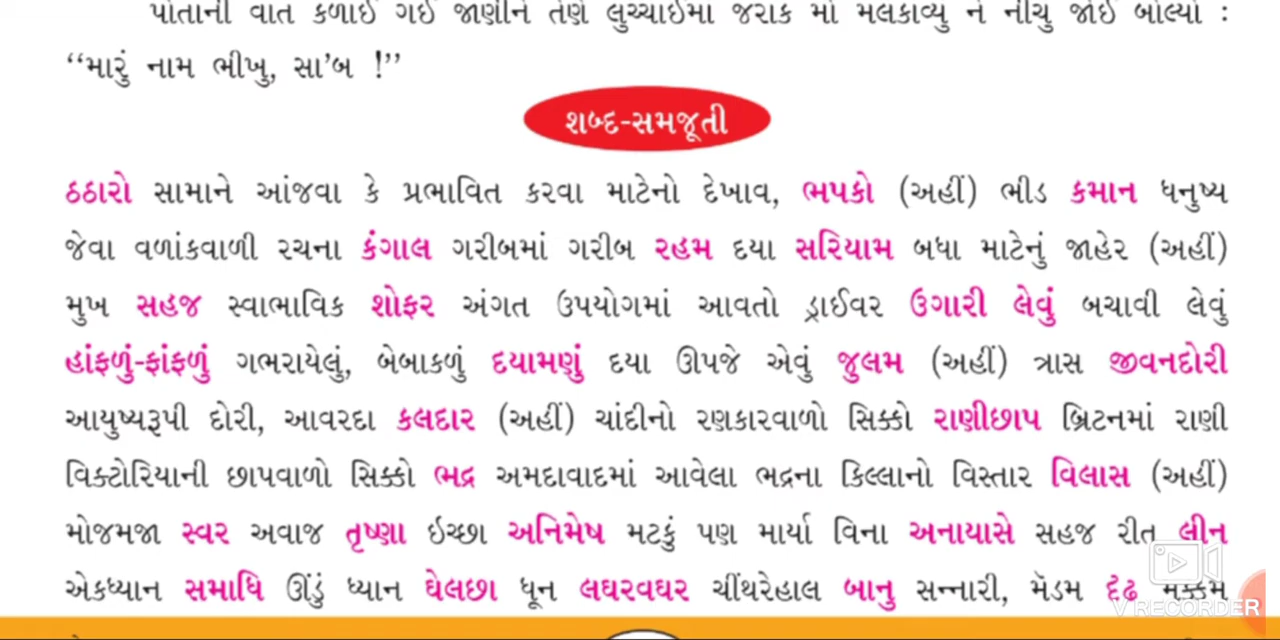 પોતાની વાત કળાઈ ગઈ જાણીને તેણે લુચ્ચાઈમાં જરાક મોં મલકાવ્યું ને નીચું જોઈ બોલ્યો :
“મારું નામ ભીખુ, સા’બ !”
શબ્દ-સમજૂતી
ઠઠારો સામાને આંજવા કે પ્રભાવિત કરવા માટેનો દેખાવ, ભપકો (અહીં) ભીડ કમાન ધનુષ્ય
જેવા વળાંકવાળી રચના કંગાલ ગરીબમાં ગરીબ રહમ દયા સરિયામ બધા માટેનું જાહેર (અહીં)
મુખ સહજ સ્વાભાવિક શોફર અંગત ઉપયોગમાં આવતો ડ્રાઈવર ઉગારી લેવું બચાવી લેવું
હાંફળું-ફાંફળું ગભરાયેલું, બેબાકળું દયામણું દયા ઊપજે એવું જુલમ (અહીં) ત્રાસ જીવનદોરી
આયુષ્યરૂપી દોરી, આવરદા કલદાર (અહીં) ચાંદીનો રણકારવાળો સિક્કો રાણીછાપ બ્રિટનમાં રાણી
વિક્ટોરિયાની છાપવાળો સિક્કો ભદ્ર અમદાવાદમાં આવેલા ભદ્રના કિલ્લાનો વિસ્તાર વિલાસ (અહીં)
મોજમજા સ્વર અવાજ તૃષ્ણા ઇચ્છા અનિમેષ મટકું પણ માર્યા વિના અનાયાસે સહજ રીત લીન
એકધ્યાન સમાધિ ઊંડું ધ્યાન ઘેલછા ધૂન લઘરવઘર ચીંથરેહાલ બાનુ સન્નારી, મૅડમ દૃઢ મક્કમ
V RECORDER